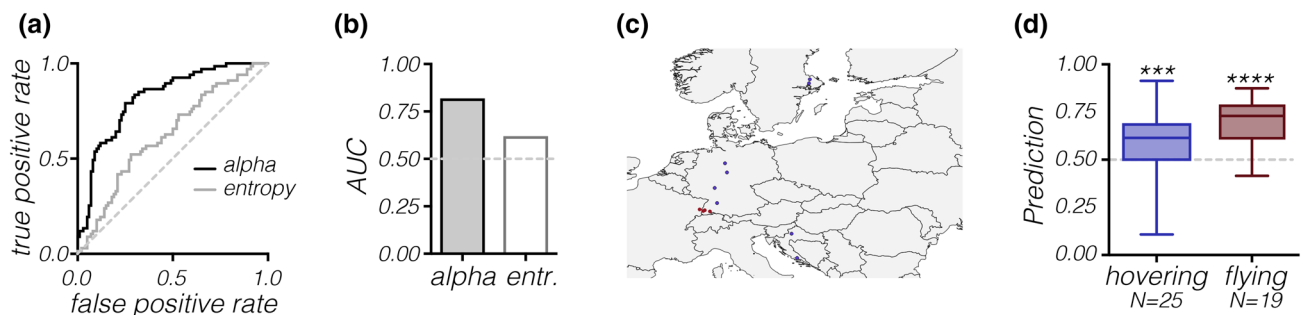 (a)
true positive rate
1.0
0.5
0.0
0.0
0.5
1.0
false positive rate
alpha
entropy
(b)
AUC
1.00
0.75
0.50
0.25
0.00
alpha
entr.
(c)
(d)
Prediction
1.00
0.75
0.50
0.25
0.00
***
****
hovering
N=25
flying
N=19